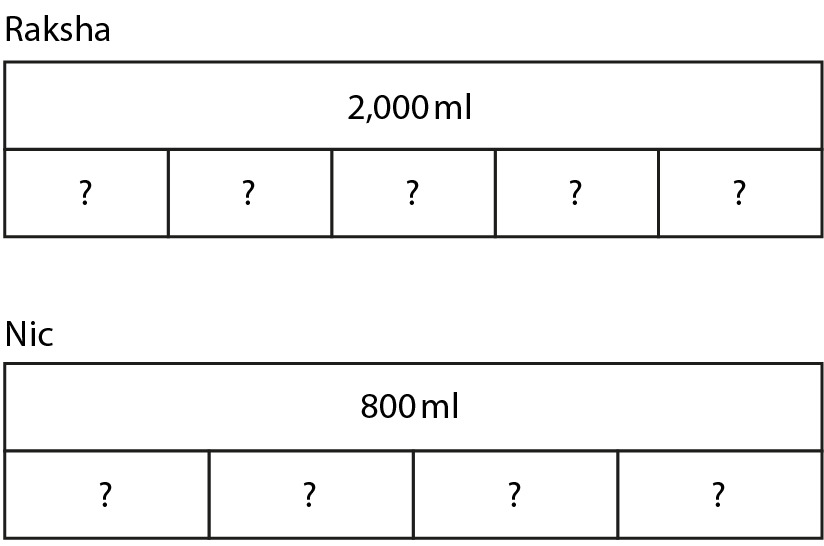 Raksha
2,000 ml
? ? ? ? ?
Nic
800 ml
? ? ? ?